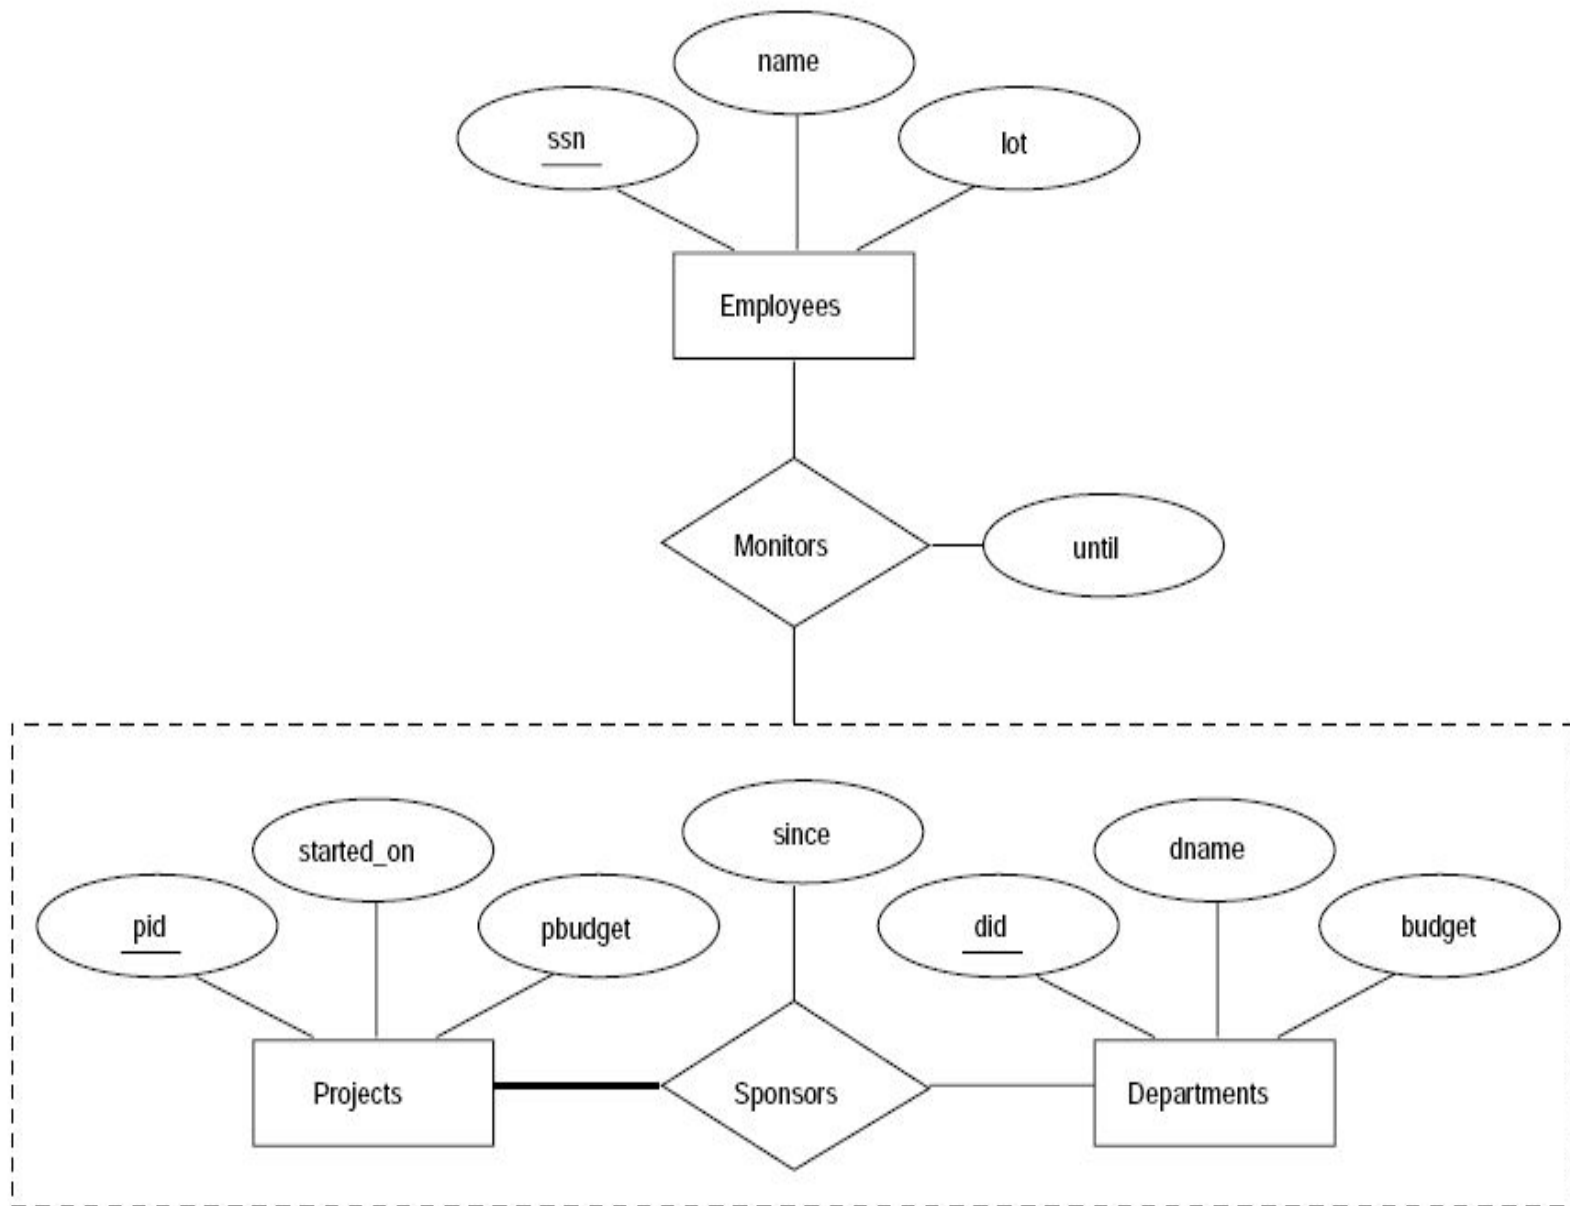 name
ssn
lot
Employees
Monitors
until
since
started_on
dname
pid
pbudget
did
budget
Projects
Sponsors
Departments